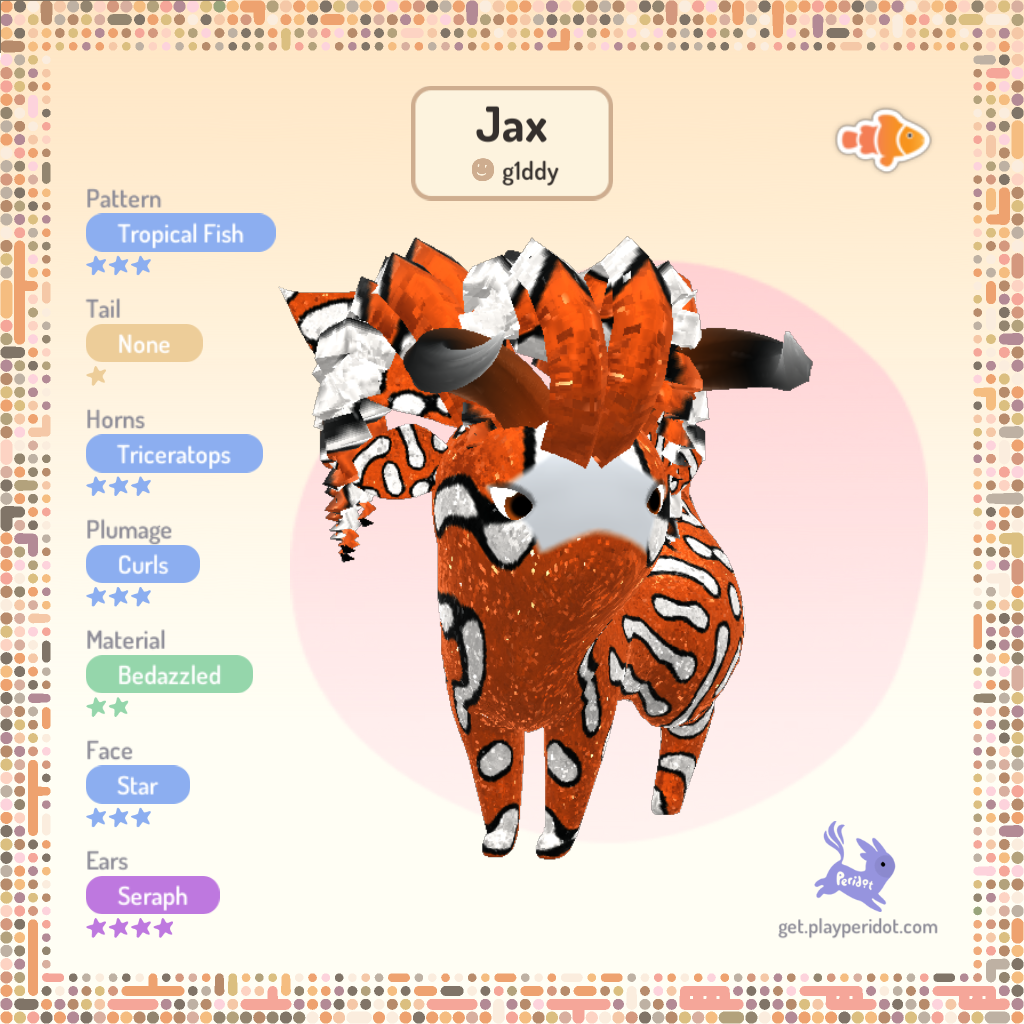 Jax
g1ddy
Pattern
Tropical Fish
Tail
None
Horns
Triceratops
Plumage
Curls
Material
Bedazzled
Face
Star
Ears
Seraph
Peridot
get.playperidot.com